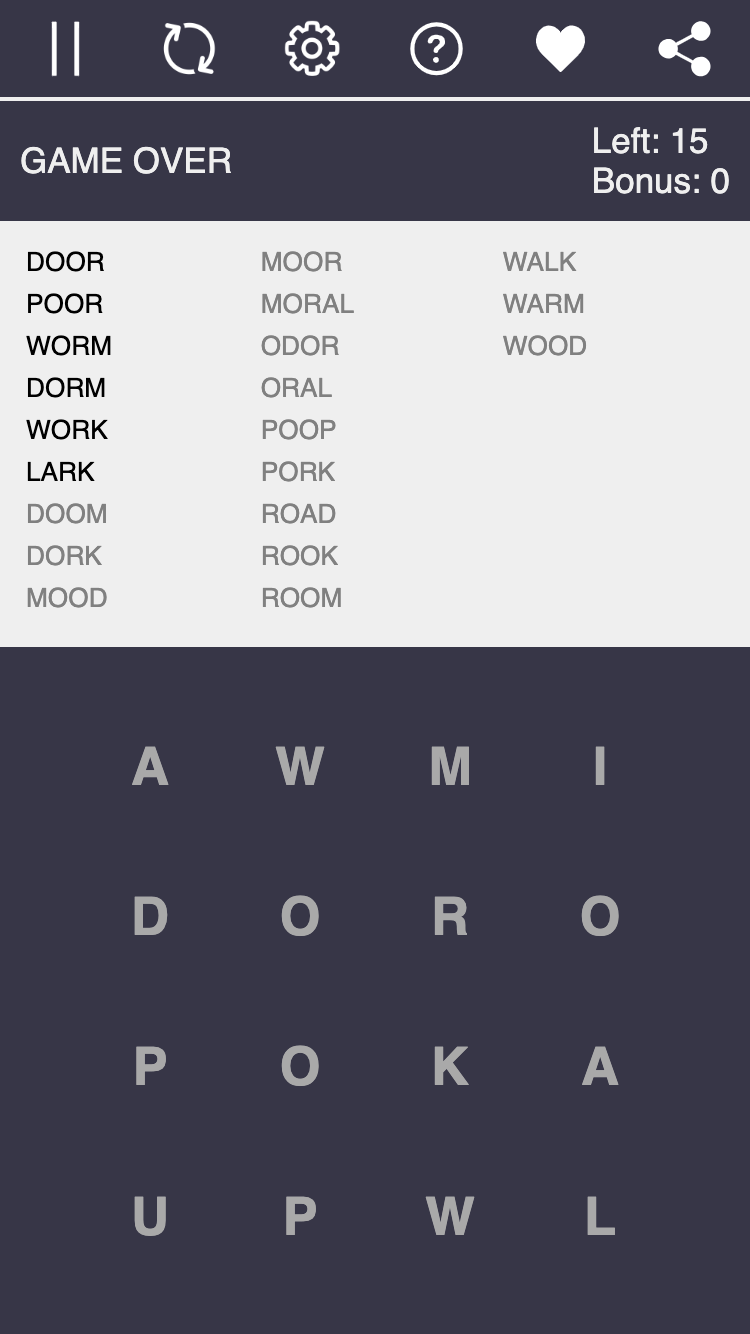 GAME OVER
Left: 15
Bonus: 0
DOOR MOOR WALK
POOR MORAL WARM
WORM ODOR WOOD
DORM ORAL
WORK POOP
LARK PORK
DOOM ROAD
DORK ROOK
MOOD ROOM
A W M I
D O R O
P O K A
U P W L